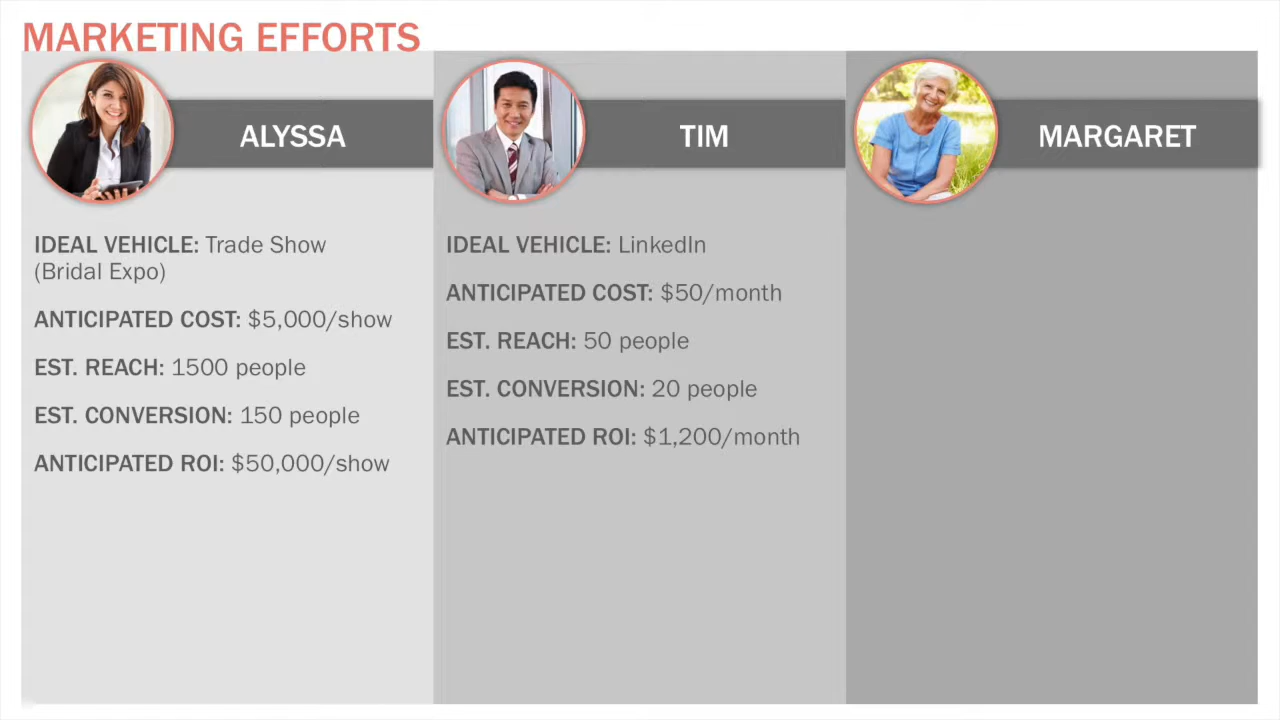 MARKETING EFFORTS
ALYSSA
IDEAL VEHICLE: Trade Show
(Bridal Expo)
ANTICIPATED COST: $5,000/show
EST. REACH: 1500 people
EST. CONVERSION: 150 people
ANTICIPATED ROI: $50,000/show
TIM
IDEAL VEHICLE: LinkedIn
ANTICIPATED COST: $50/month
EST. REACH: 50 people
EST. CONVERSION: 20 people
ANTICIPATED ROI: $1,200/month
MARGARET